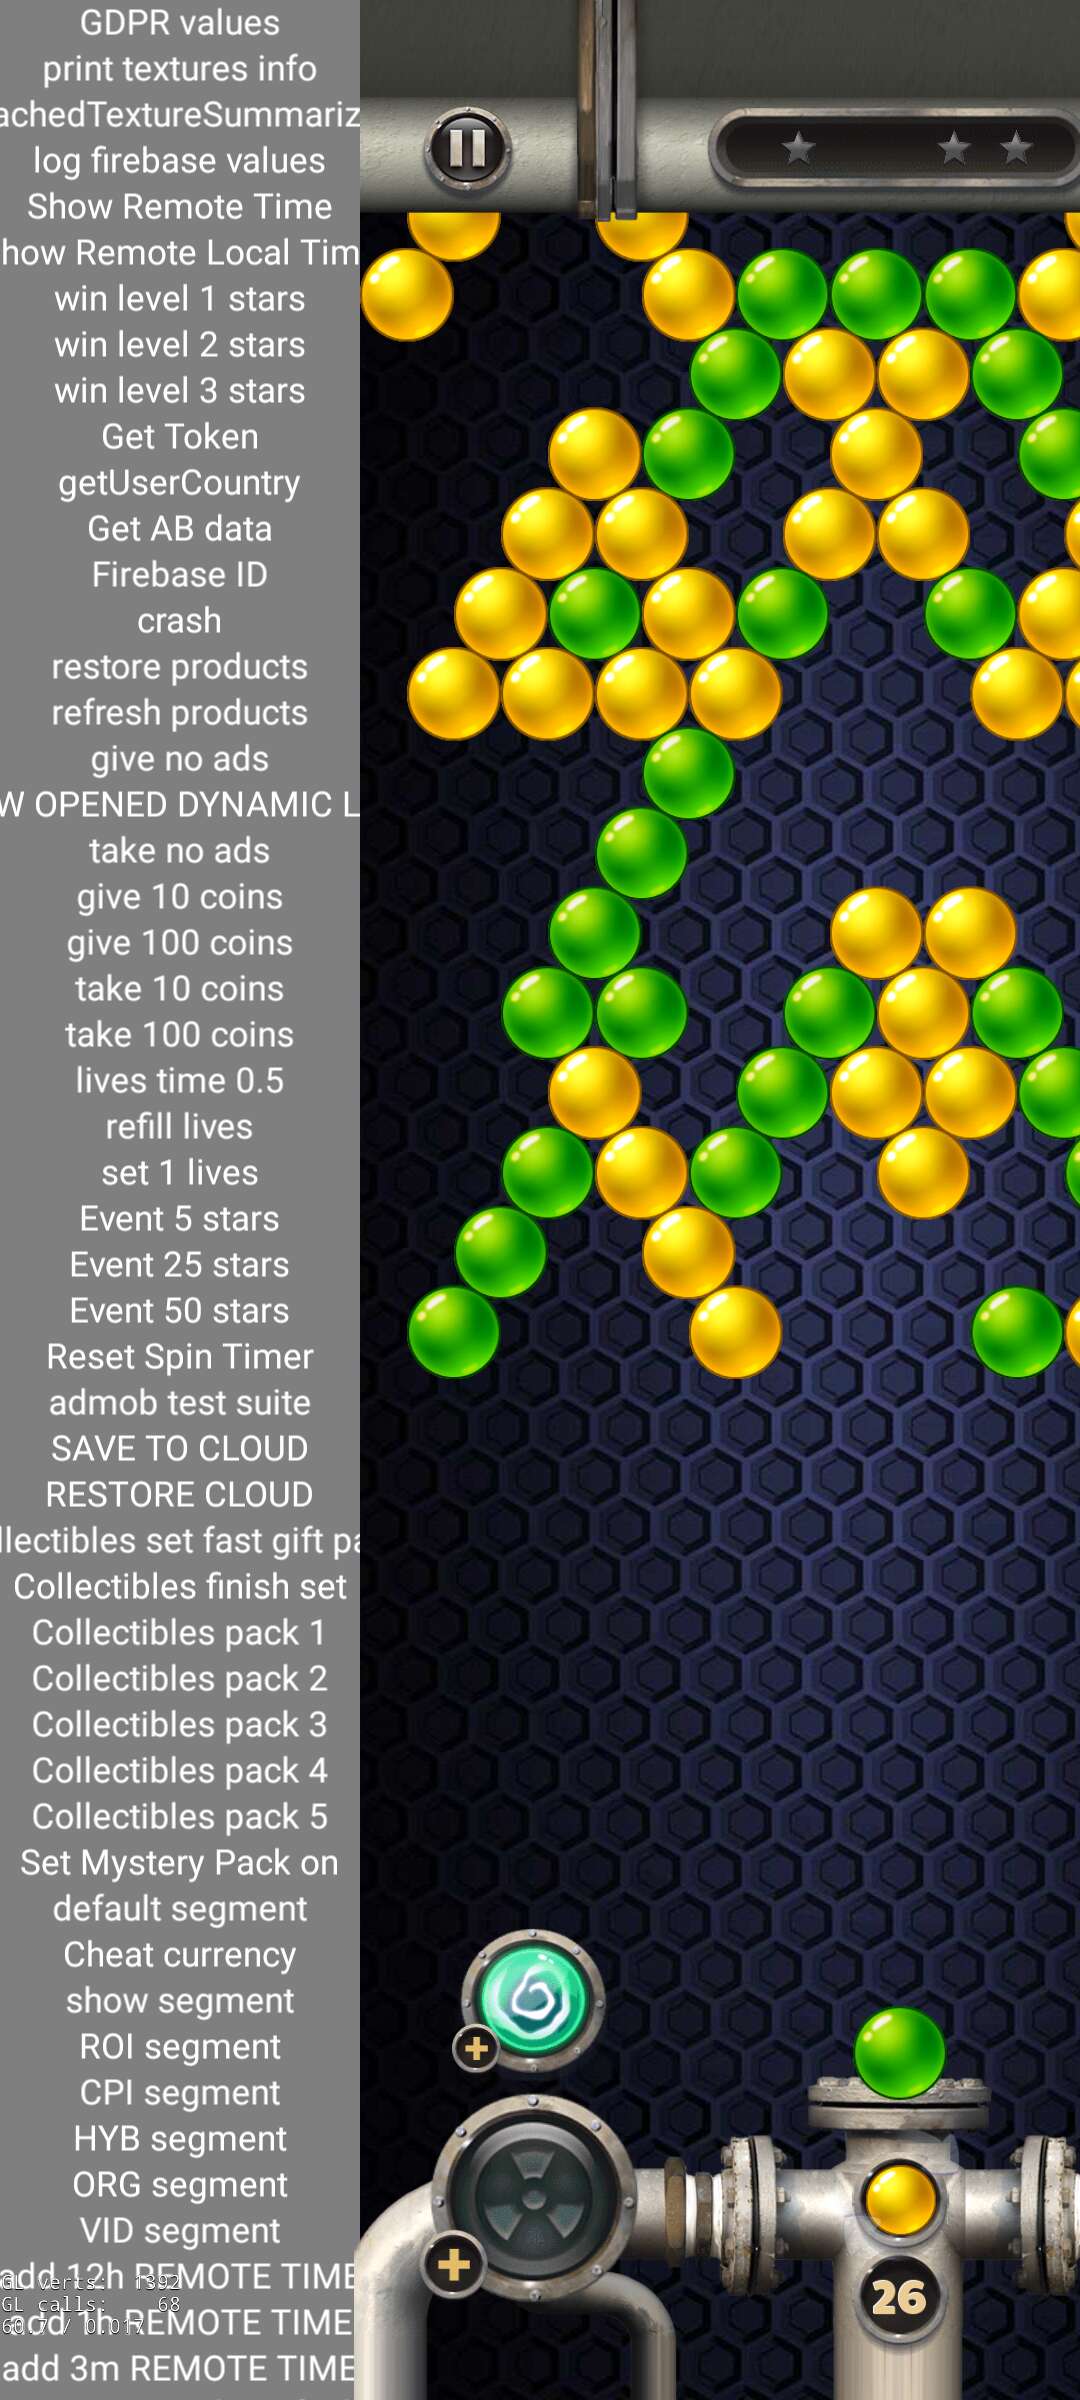 GDPR values
print textures info
achedTextureSummariz
log firebase values
Show Remote Time
how Remote Local Tim
win level 1 stars
win level 2 stars
win level 3 stars
Get Token
getUserCountry
Get AB data
Firebase ID
crash
restore products
refresh products
give no ads
W OPENED DYNAMIC L
take no ads
give 10 coins
give 100 coins
take 10 coins
take 100 coins
lives time 0.5
refill lives
set 1 lives
Event 5 stars
Event 25 stars
Event 50 stars
Reset Spin Timer
admob test suite
SAVE TO CLOUD
RESTORE CLOUD
llectibles set fast gift pa
Collectibles finish set
Collectibles pack 1
Collectibles pack 2
Collectibles pack 3
Collectibles pack 4
Collectibles pack 5
Set Mystery Pack on
default segment
Cheat currency
show segment
ROI segment
CPI segment
HYB segment
ORG segment
VID segment
add 12h REMOTE TIME
GL verts: 1392
GL calls: 68
add 1h REMOTE TIME
60.7 / 0.017
add 3m REMOTE TIME
26